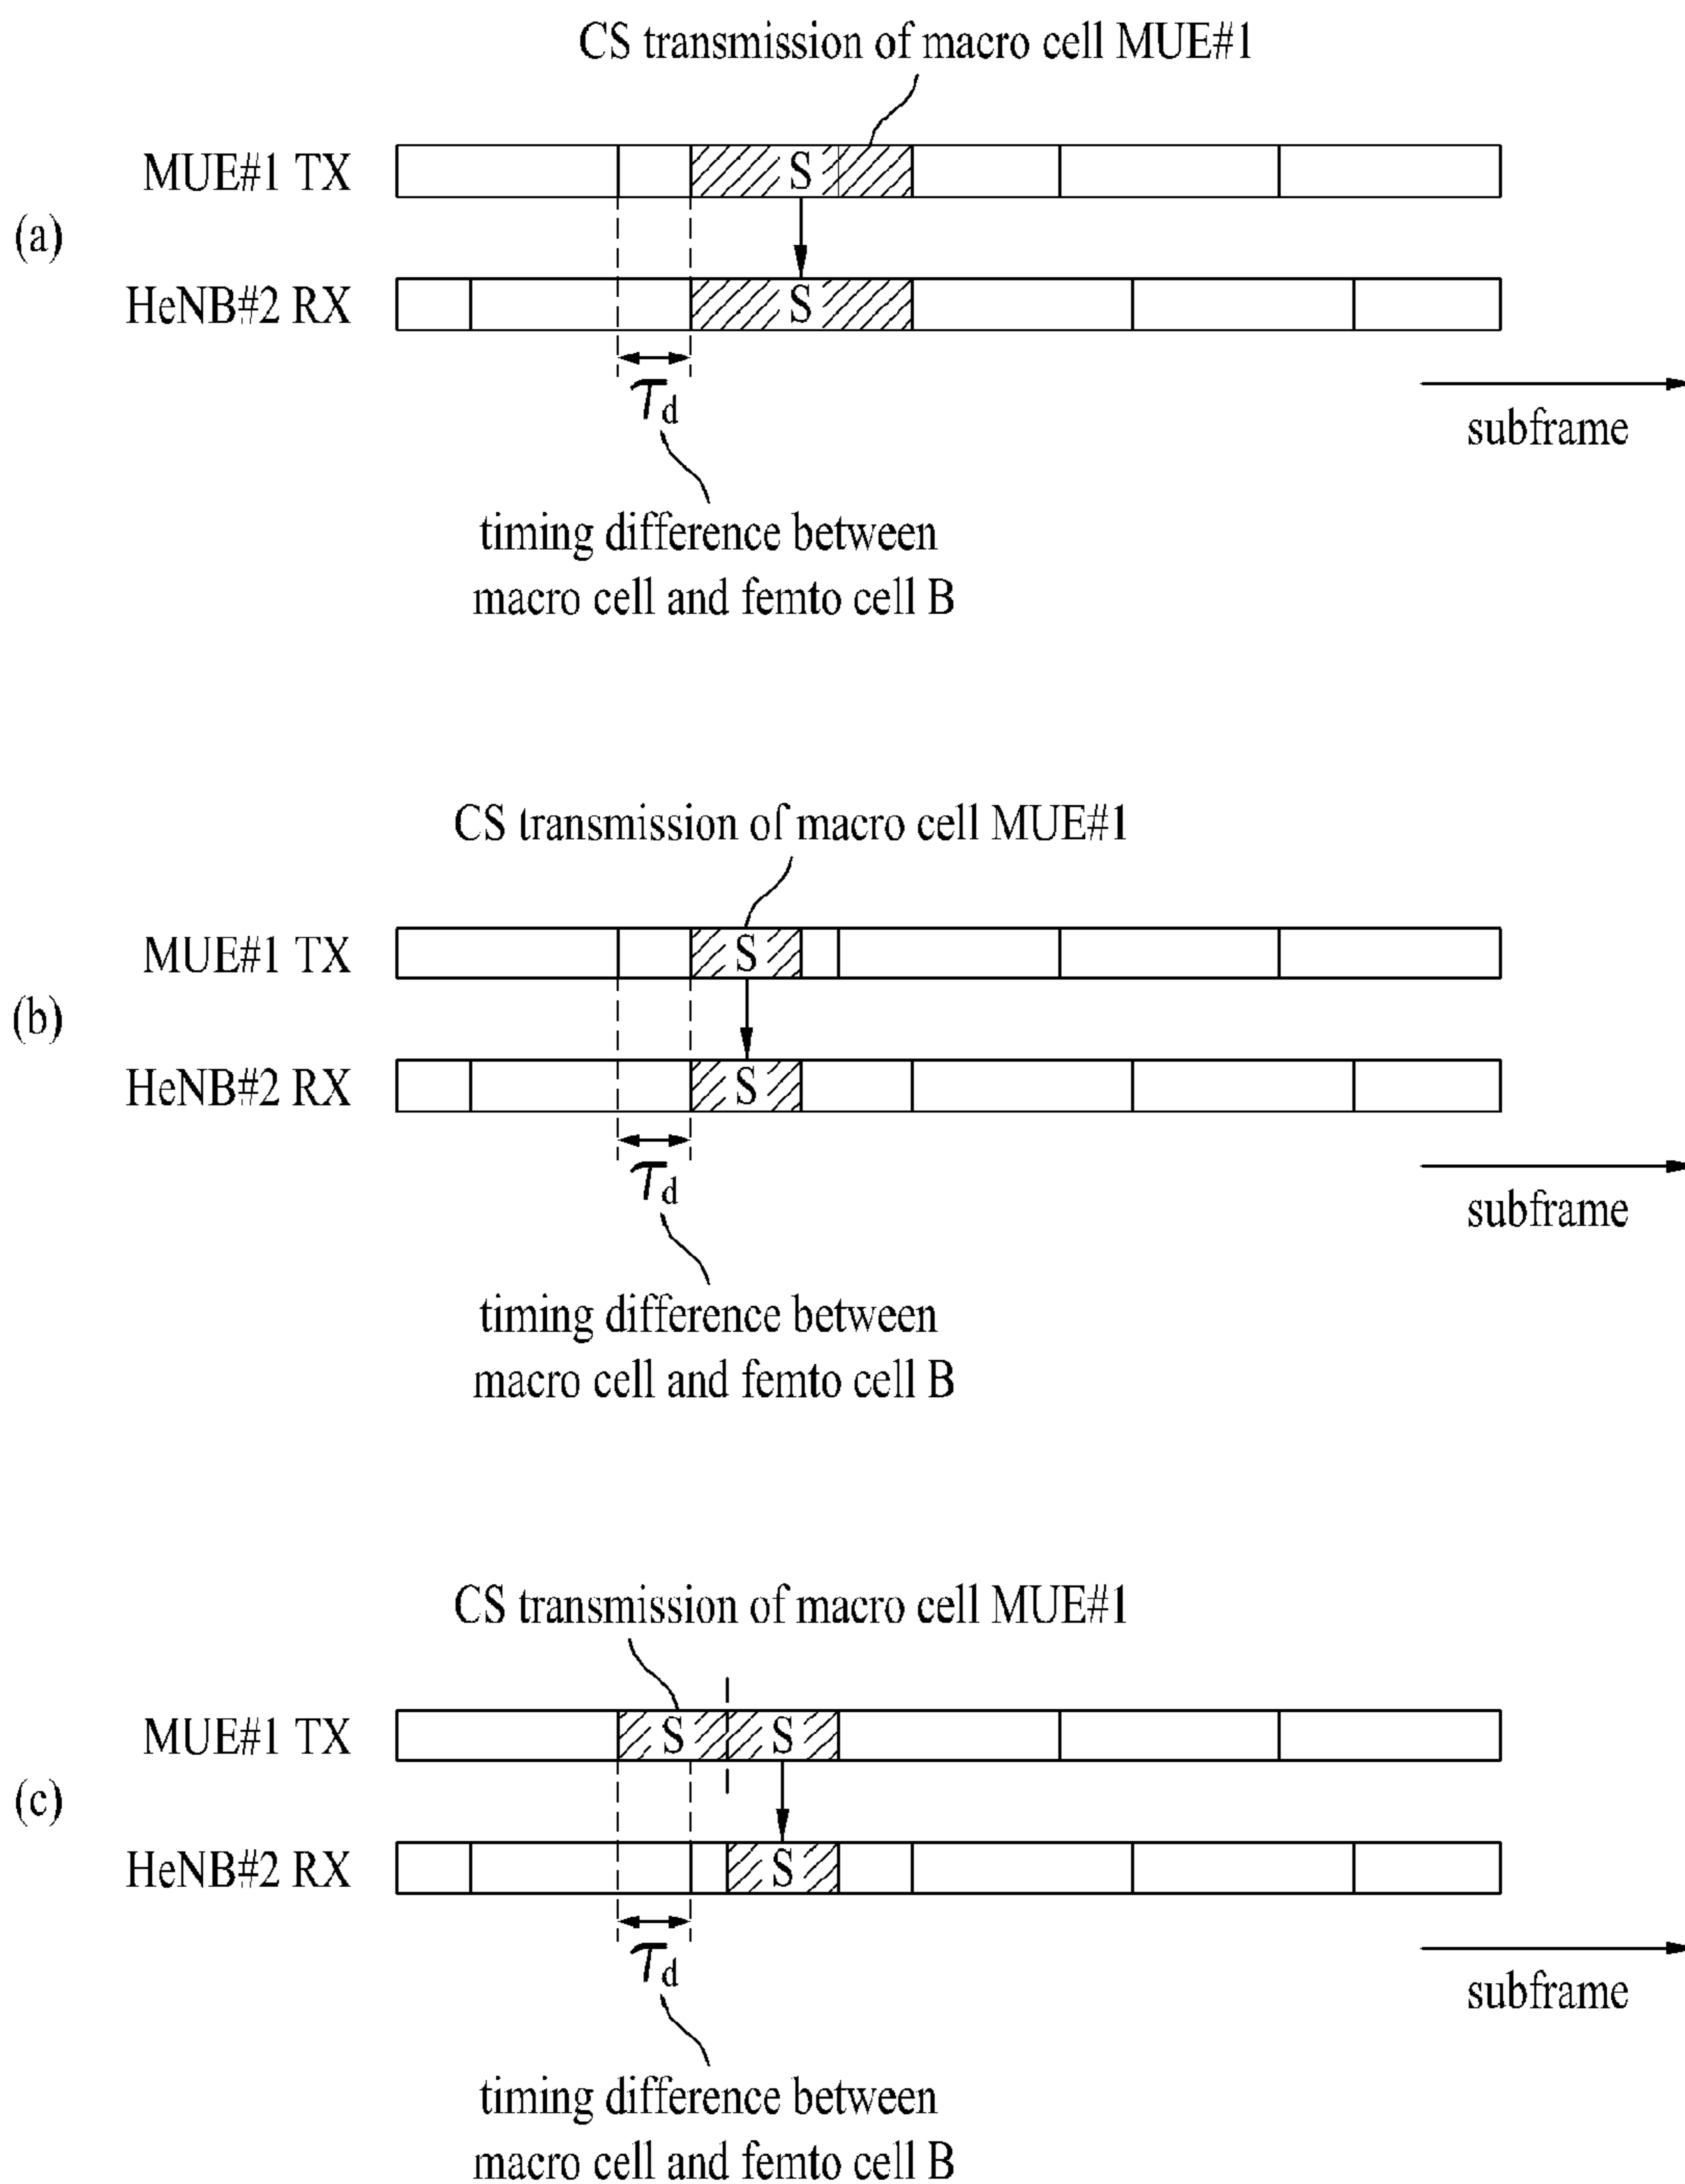 CS transmission of macro cell MUE#1
MUE#1 TX
S
(a)
HeNB#2 RX
S
τd
subframe
timing difference between
macro cell and femto cell B
CS transmission of macro cell MUE#1
MUE#1 TX
S
(b)
HeNB#2 RX
S
τd
subframe
timing difference between
macro cell and femto cell B
CS transmission of macro cell MUE#1
MUE#1 TX
S S
(c)
HeNB#2 RX
S
τd
subframe
timing difference between
macro cell and femto cell B